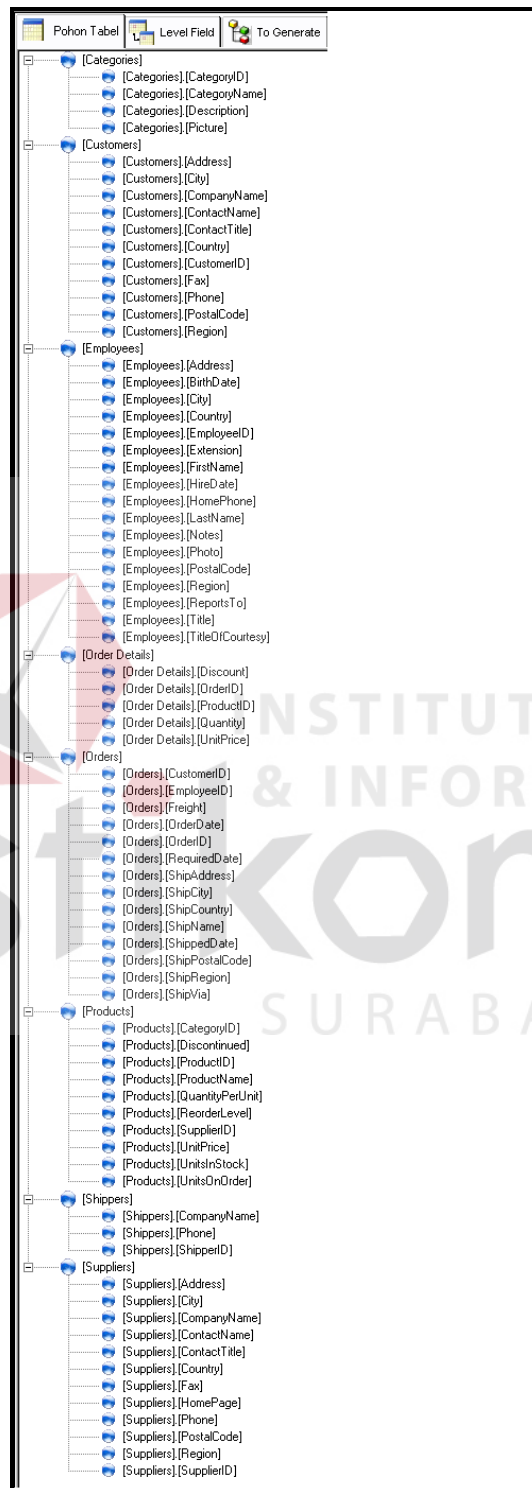 Pohon Tabel Level Field To Generate
[Categories]
[Categories].[CategoryID]
[Categories].[CategoryName]
[Categories].[Description]
[Categories].[Picture]
[Customers]
[Customers].[Address]
[Customers].[City]
[Customers].[CompanyName]
[Customers].[ContactName]
[Customers].[ContactTitle]
[Customers].[Country]
[Customers].[CustomerID]
[Customers].[Fax]
[Customers].[Phone]
[Customers].[PostalCode]
[Customers].[Region]
[Employees]
[Employees].[Address]
[Employees].[BirthDate]
[Employees].[City]
[Employees].[Country]
[Employees].[EmployeeID]
[Employees].[Extension]
[Employees].[FirstName]
[Employees].[HireDate]
[Employees].[HomePhone]
[Employees].[LastName]
[Employees].[Notes]
[Employees].[Photo]
[Employees].[PostalCode]
[Employees].[Region]
[Employees].[ReportsTo]
[Employees].[Title]
[Employees].[TitleOfCourtesy]
[Order Details]
[Order Details].[Discount]
[Order Details].[OrderID]
[Order Details].[ProductID]
[Order Details].[Quantity]
[Order Details].[UnitPrice]
[Orders]
[Orders].[CustomerID]
[Orders].[EmployeeID]
[Orders].[Freight]
[Orders].[OrderDate]
[Orders].[OrderID]
[Orders].[RequiredDate]
[Orders].[ShipAddress]
[Orders].[ShipCity]
[Orders].[ShipCountry]
[Orders].[ShipName]
[Orders].[ShippedDate]
[Orders].[ShipPostalCode]
[Orders].[ShipRegion]
[Orders].[ShipVia]
[Products]
[Products].[CategoryID]
[Products].[Discontinued]
[Products].[ProductID]
[Products].[ProductName]
[Products].[QuantityPerUnit]
[Products].[ReorderLevel]
[Products].[SupplierID]
[Products].[UnitPrice]
[Products].[UnitsInStock]
[Products].[UnitsOnOrder]
[Shippers]
[Shippers].[CompanyName]
[Shippers].[Phone]
[Shippers].[ShipperID]
[Suppliers]
[Suppliers].[Address]
[Suppliers].[City]
[Suppliers].[CompanyName]
[Suppliers].[ContactName]
[Suppliers].[ContactTitle]
[Suppliers].[Country]
[Suppliers].[Fax]
[Suppliers].[HomePage]
[Suppliers].[Phone]
[Suppliers].[PostalCode]
[Suppliers].[Region]
[Suppliers].[SupplierID]
INSTITUT
& INFOR
stikom
SURABA